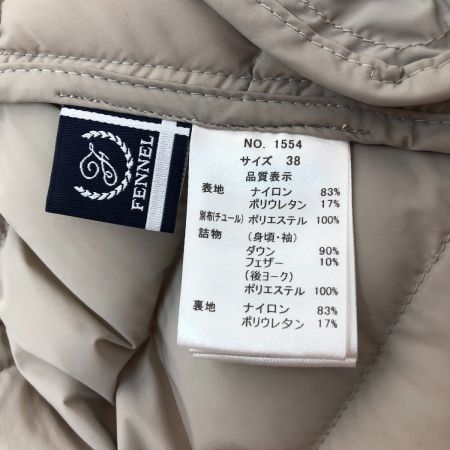 FENNEL
NO. 1554
サイズ 38
品質表示
表地 ナイロン 83%
ポリウレタン 17%
別布(チュール) ポリエステル 100%
詰物 (身頃・袖)
ダウン 90%
フェザー 10%
(後ヨーク)
ポリエステル 100%
裏地 ナイロン 83%
ポリウレタン 17%